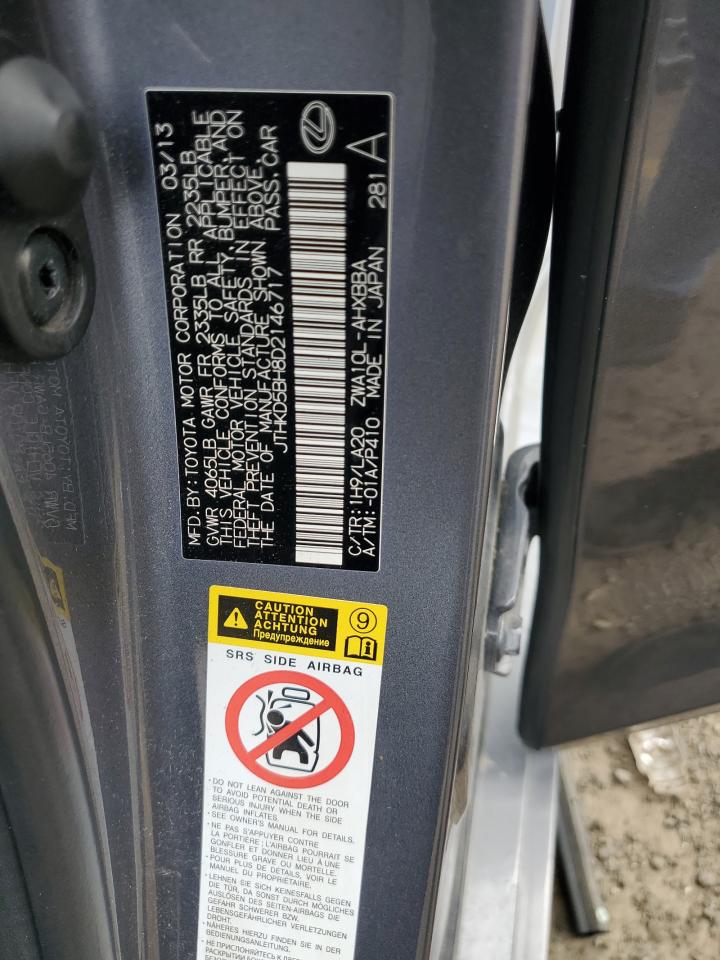 MFD. BY: TOYOTA MOTOR CORPORATION 03/13
GVWR 4065LB GAWR FR 2335LB RR 2235LB
THIS VEHICLE CONFORMS TO ALL APPLICABLE
FEDERAL MOTOR VEHICLE SAFETY, BUMPER, AND
THEFT PREVENTION STANDARDS IN EFFECT ON
THE DATE OF MANUFACTURE SHOWN ABOVE.
JTHKD5BH8D2146717 PASS. CAR
C/TR: 1H9/LA20 ZWA10L-AHXBBA
A/TM: -01A/P410 MADE IN JAPAN 281 A
CAUTION
ATTENTION
ACHTUNG
Предупреждение
9
SRS SIDE AIRBAG
• DO NOT LEAN AGAINST THE DOOR
TO AVOID POTENTIAL DEATH OR
SERIOUS INJURY WHEN THE SIDE
AIRBAG INFLATES.
• SEE OWNER'S MANUAL FOR DETAILS.
• NE PAS S'APPUYER CONTRE
LA PORTIÈRE ; L'AIRBAG POURRAIT SE
GONFLER ET DONNER LIEU À UNE
BLESSURE GRAVE OU MORTELLE.
• POUR PLUS DE DÉTAILS, VOIR LE
MANUEL DU PROPRIÉTAIRE.
• LEHNEN SIE SICH KEINESFALLS GEGEN
DIE TÜR, DA SONST DURCH MÖGLICHES
AUSLÖSEN DES SEITEN-AIRBAGS DIE
GEFAHR SCHWERER BZW.
LEBENSGEFÄHRLICHER VERLETZUNGEN
DROHT.
• NÄHERES HIERZU FINDEN SIE IN DER
BEDIENUNGSANLEITUNG.
• НЕ ПРИСЛОНЯЙТЕСЬ К